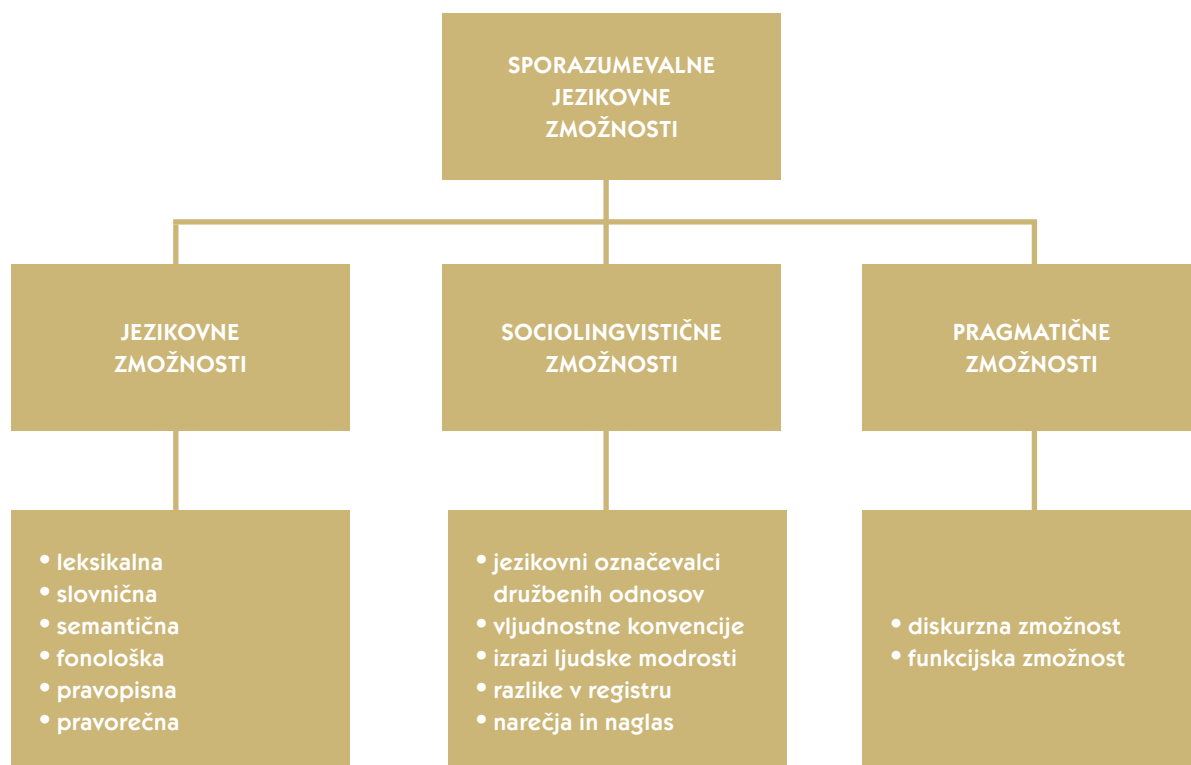 SPORAZUMEVALNE
JEZIKOVNE
ZMOŽNOSTI
JEZIKOVNE
ZMOŽNOSTI
SOCIOLINGVISTIČNE
ZMOŽNOSTI
PRAGMATIČNE
ZMOŽNOSTI
• leksikalna
• slovnična
• semantična
• fonološka
• pravopisna
• pravorečna
• jezikovni označevalci
družbenih odnosov
• vljudnostne konvencije
• izrazi ljudske modrosti
• razlike v registru
• narečja in naglas
• diskurzna zmožnost
• funkcijska zmožnost